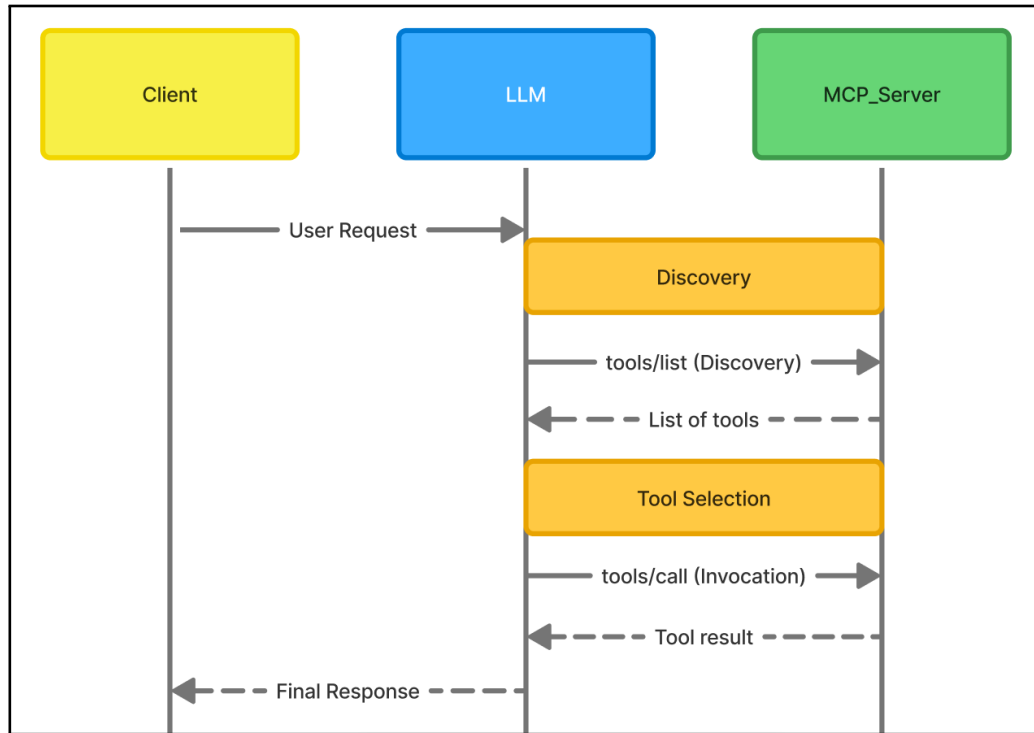 Client
LLM
MCP_Server
User Request
Discovery
tools/list (Discovery)
List of tools
Tool Selection
tools/call (Invocation)
Tool result
Final Response